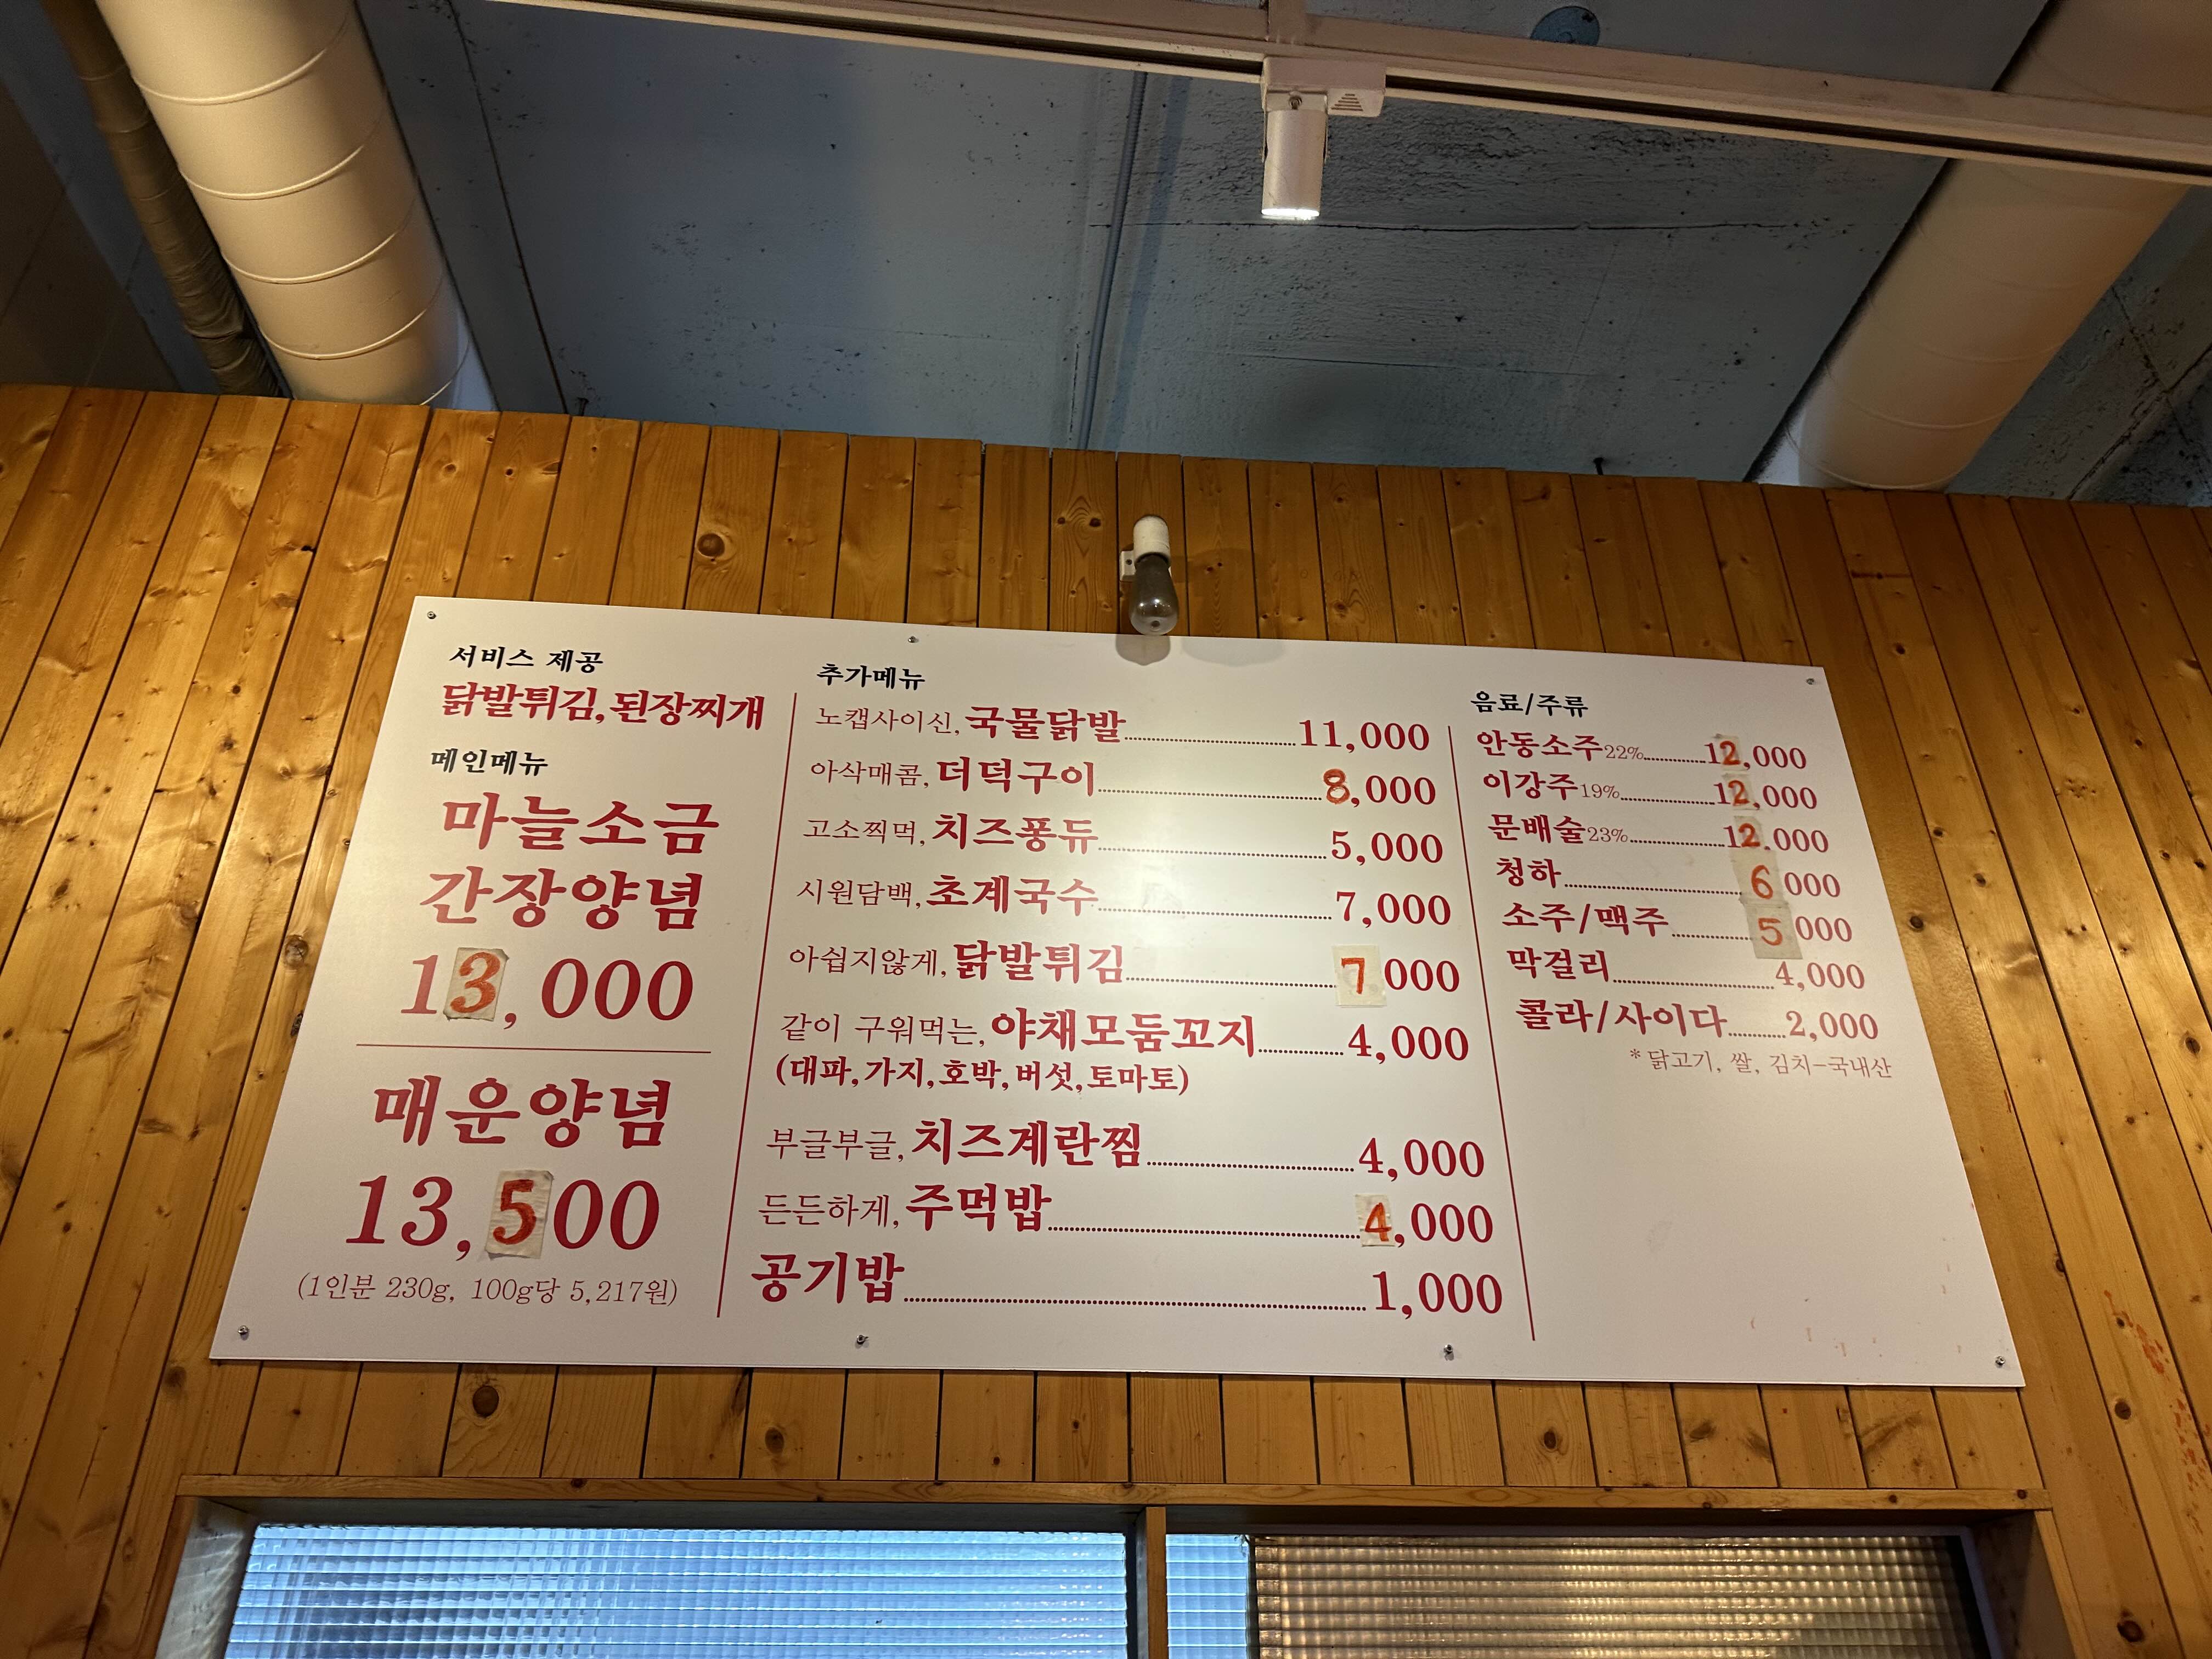 서비스 제공
닭발튀김, 된장찌개
메인메뉴
마늘소금
간장양념
13,000
매운양념
13,500
(1인분 230g, 100g당 5,217원)
추가메뉴
노캡사이신, 국물닭발 11,000
아삭매콤, 더덕구이 8,000
고소찍먹, 치즈퐁듀 5,000
시원담백, 초계국수 7,000
아쉽지않게, 닭발튀김 7 000
같이 구워먹는, 야채모둠꼬지 4,000
(대파,가지,호박,버섯,토마토)
부글부글, 치즈계란찜 4,000
든든하게, 주먹밥 4,000
공기밥 1,000
음료/주류
안동소주 22% 12,000
이강주 19% 12,000
문배술 23% 12,000
청하 6 000
소주/맥주 5 000
막걸리 4,000
콜라/사이다 2,000
* 닭고기, 쌀, 김치-국내산